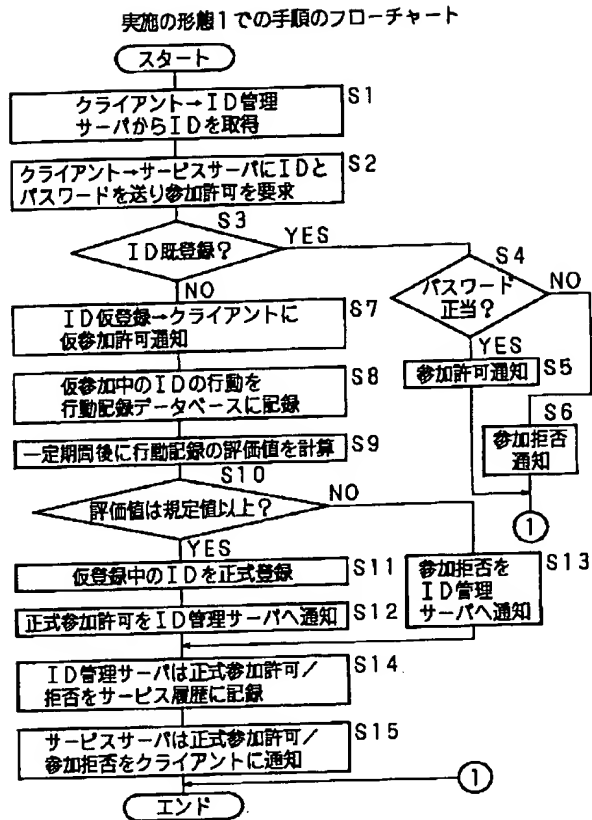 実施の形態1での手順のフローチャート
スタート
クライアント→ID管理
サーバからIDを取得
S1
クライアント→サービスサーバにIDと
パスワードを送り参加許可を要求
S2
S3
ID既登録?
YES
NO
S4
パスワード
正当?
NO
YES
参加許可通知
S5
S6
参加拒否
通知
1
ID仮登録→クライアントに
仮参加許可通知
S7
仮参加中のIDの行動を
行動記録データベースに記録
S8
一定期間後に行動記録の評価値を計算
S9
S10
評価値は規定値以上?
NO
YES
仮登録中のIDを正式登録
S11
正式参加許可をID管理サーバへ通知
S12
参加拒否を
ID管理
サーバへ通知
S13
ID管理サーバは正式参加許可/
拒否をサービス履歴に記録
S14
サービスサーバは正式参加許可/
参加拒否をクライアントに通知
S15
1
エンド